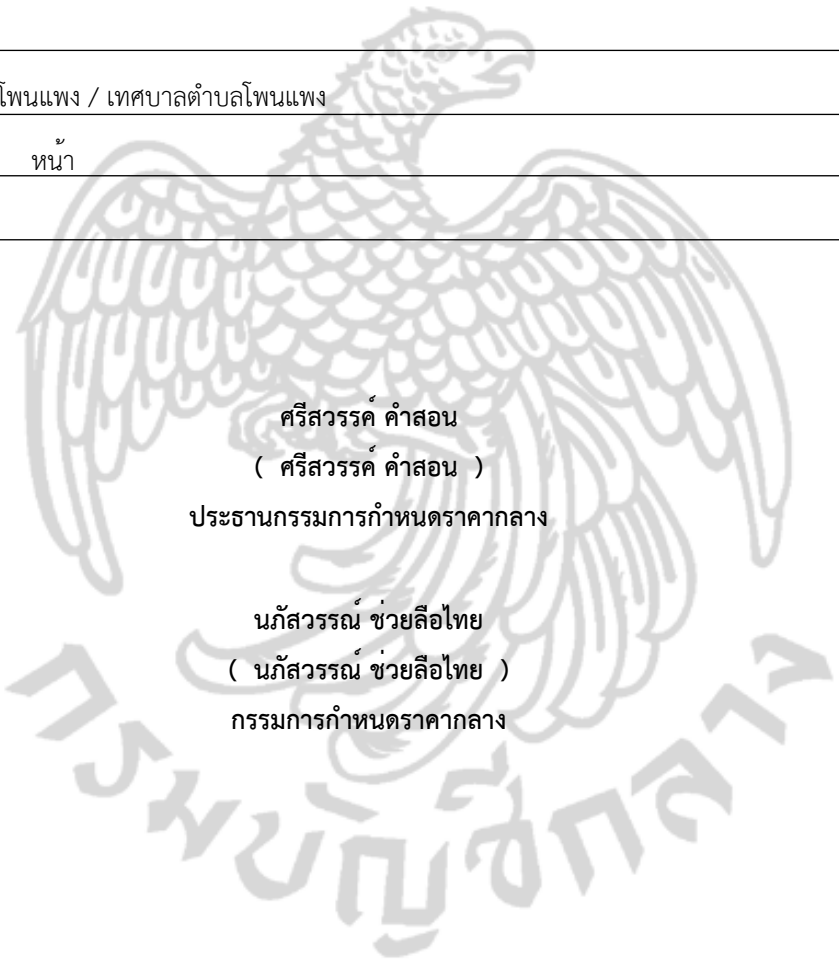 โพนแพง / เทศบาลตำบลโพนแพง
หน้า
ศรีสวรรค์ คำสอน
( ศรีสวรรค์ คำสอน )
ประธานกรรมการกำหนดราคากลาง
นภัสวรรณ์ ช่วยลือไทย
( นภัสวรรณ์ ช่วยลือไทย )
กรรมการกำหนดราคากลาง
กรมบัญชีกลาง